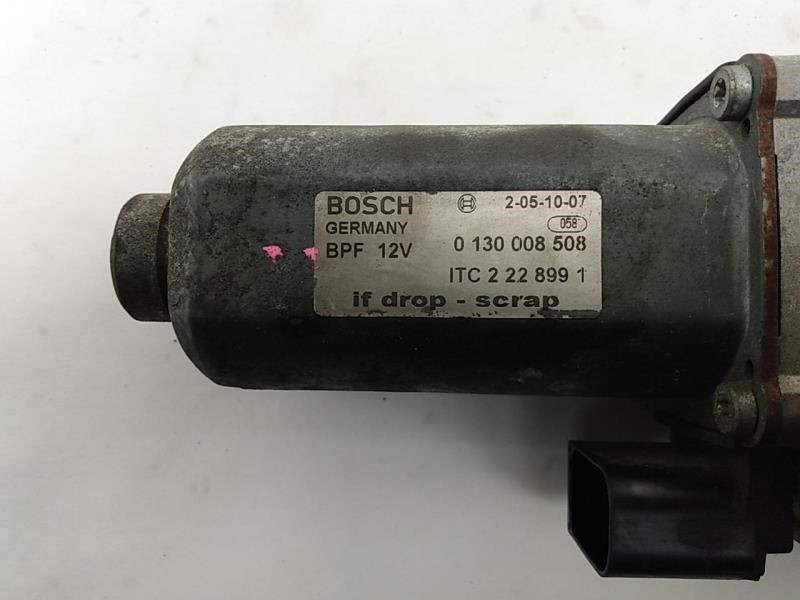 BOSCH 2-05-10-07
GERMANY 058
BPF 12V 0 130 008 508
ITC 2 22 899 1
if drop - scrap